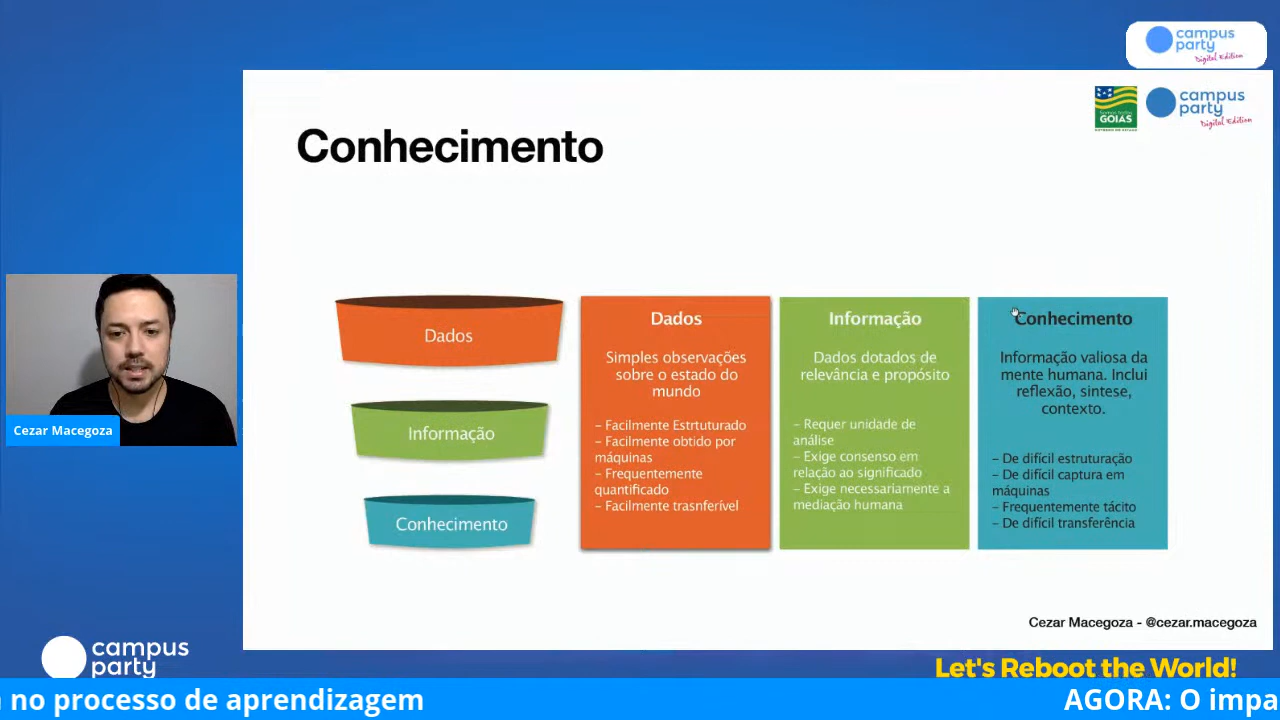 campus
party
Digital Edition
GOIÁS
campus
party
Digital Edition
Conhecimento
Dados
Informação
Conhecimento
Dados
Simples observações
sobre o estado do
mundo
– Facilmente Estrtuturado
– Facilmente obtido por
máquinas
– Frequentemente
quantificado
– Facilmente trasnferível
Informação
Dados dotados de
relevância e propósito
– Requer unidade de
análise
– Exige consenso em
relação ao significado
– Exige necessariamente a
mediação humana
Conhecimento
Informação valiosa da
mente humana. Inclui
reflexão, sintese,
contexto.
– De difícil estruturação
– De difícil captura em
máquinas
– Frequentemente tácito
– De difícil transferência
Cezar Macegoza
Cezar Macegoza - @cezar.macegoza
campus
party
Let's Reboot the World!
no processo de aprendizagem
AGORA: O impa